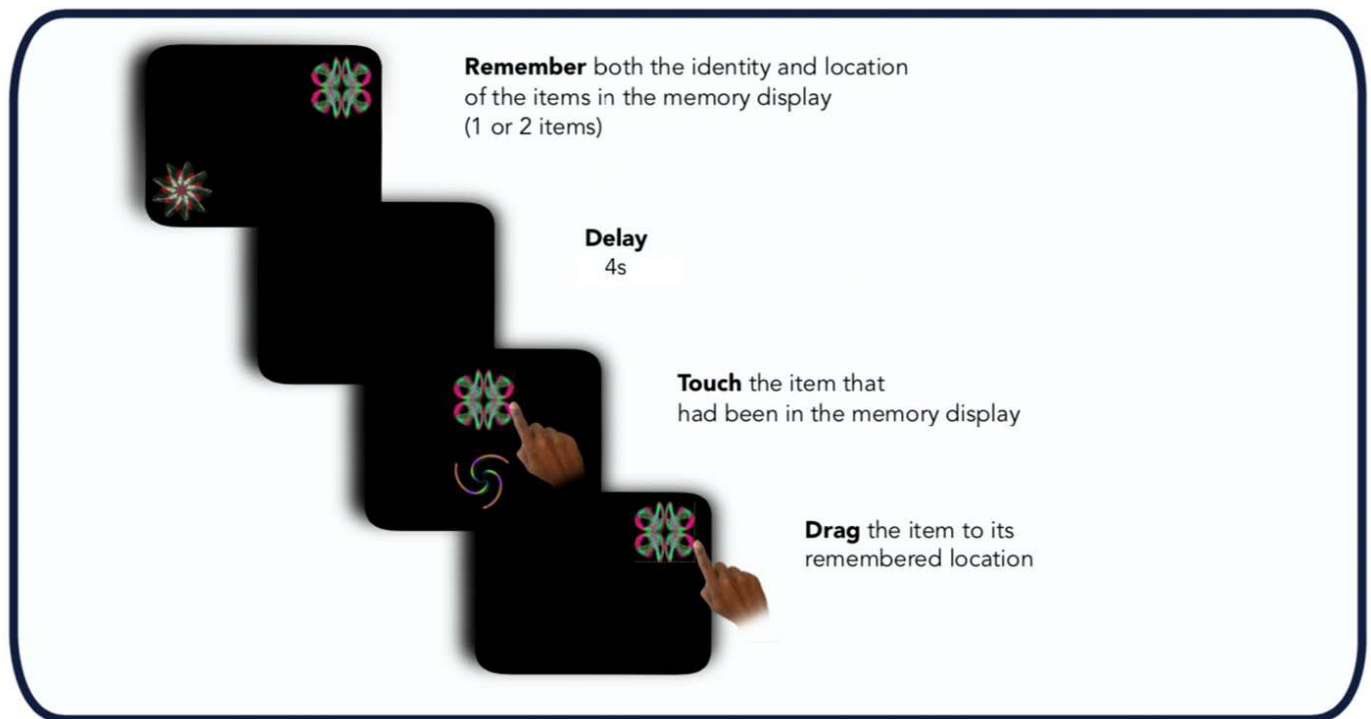 Remember both the identity and location
of the items in the memory display
(1 or 2 items)
Delay
4s
Touch the item that
had been in the memory display
Drag the item to its
remembered location